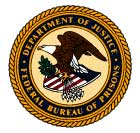 DEPARTMENT OF JUSTICE
FEDERAL BUREAU OF PRISONS